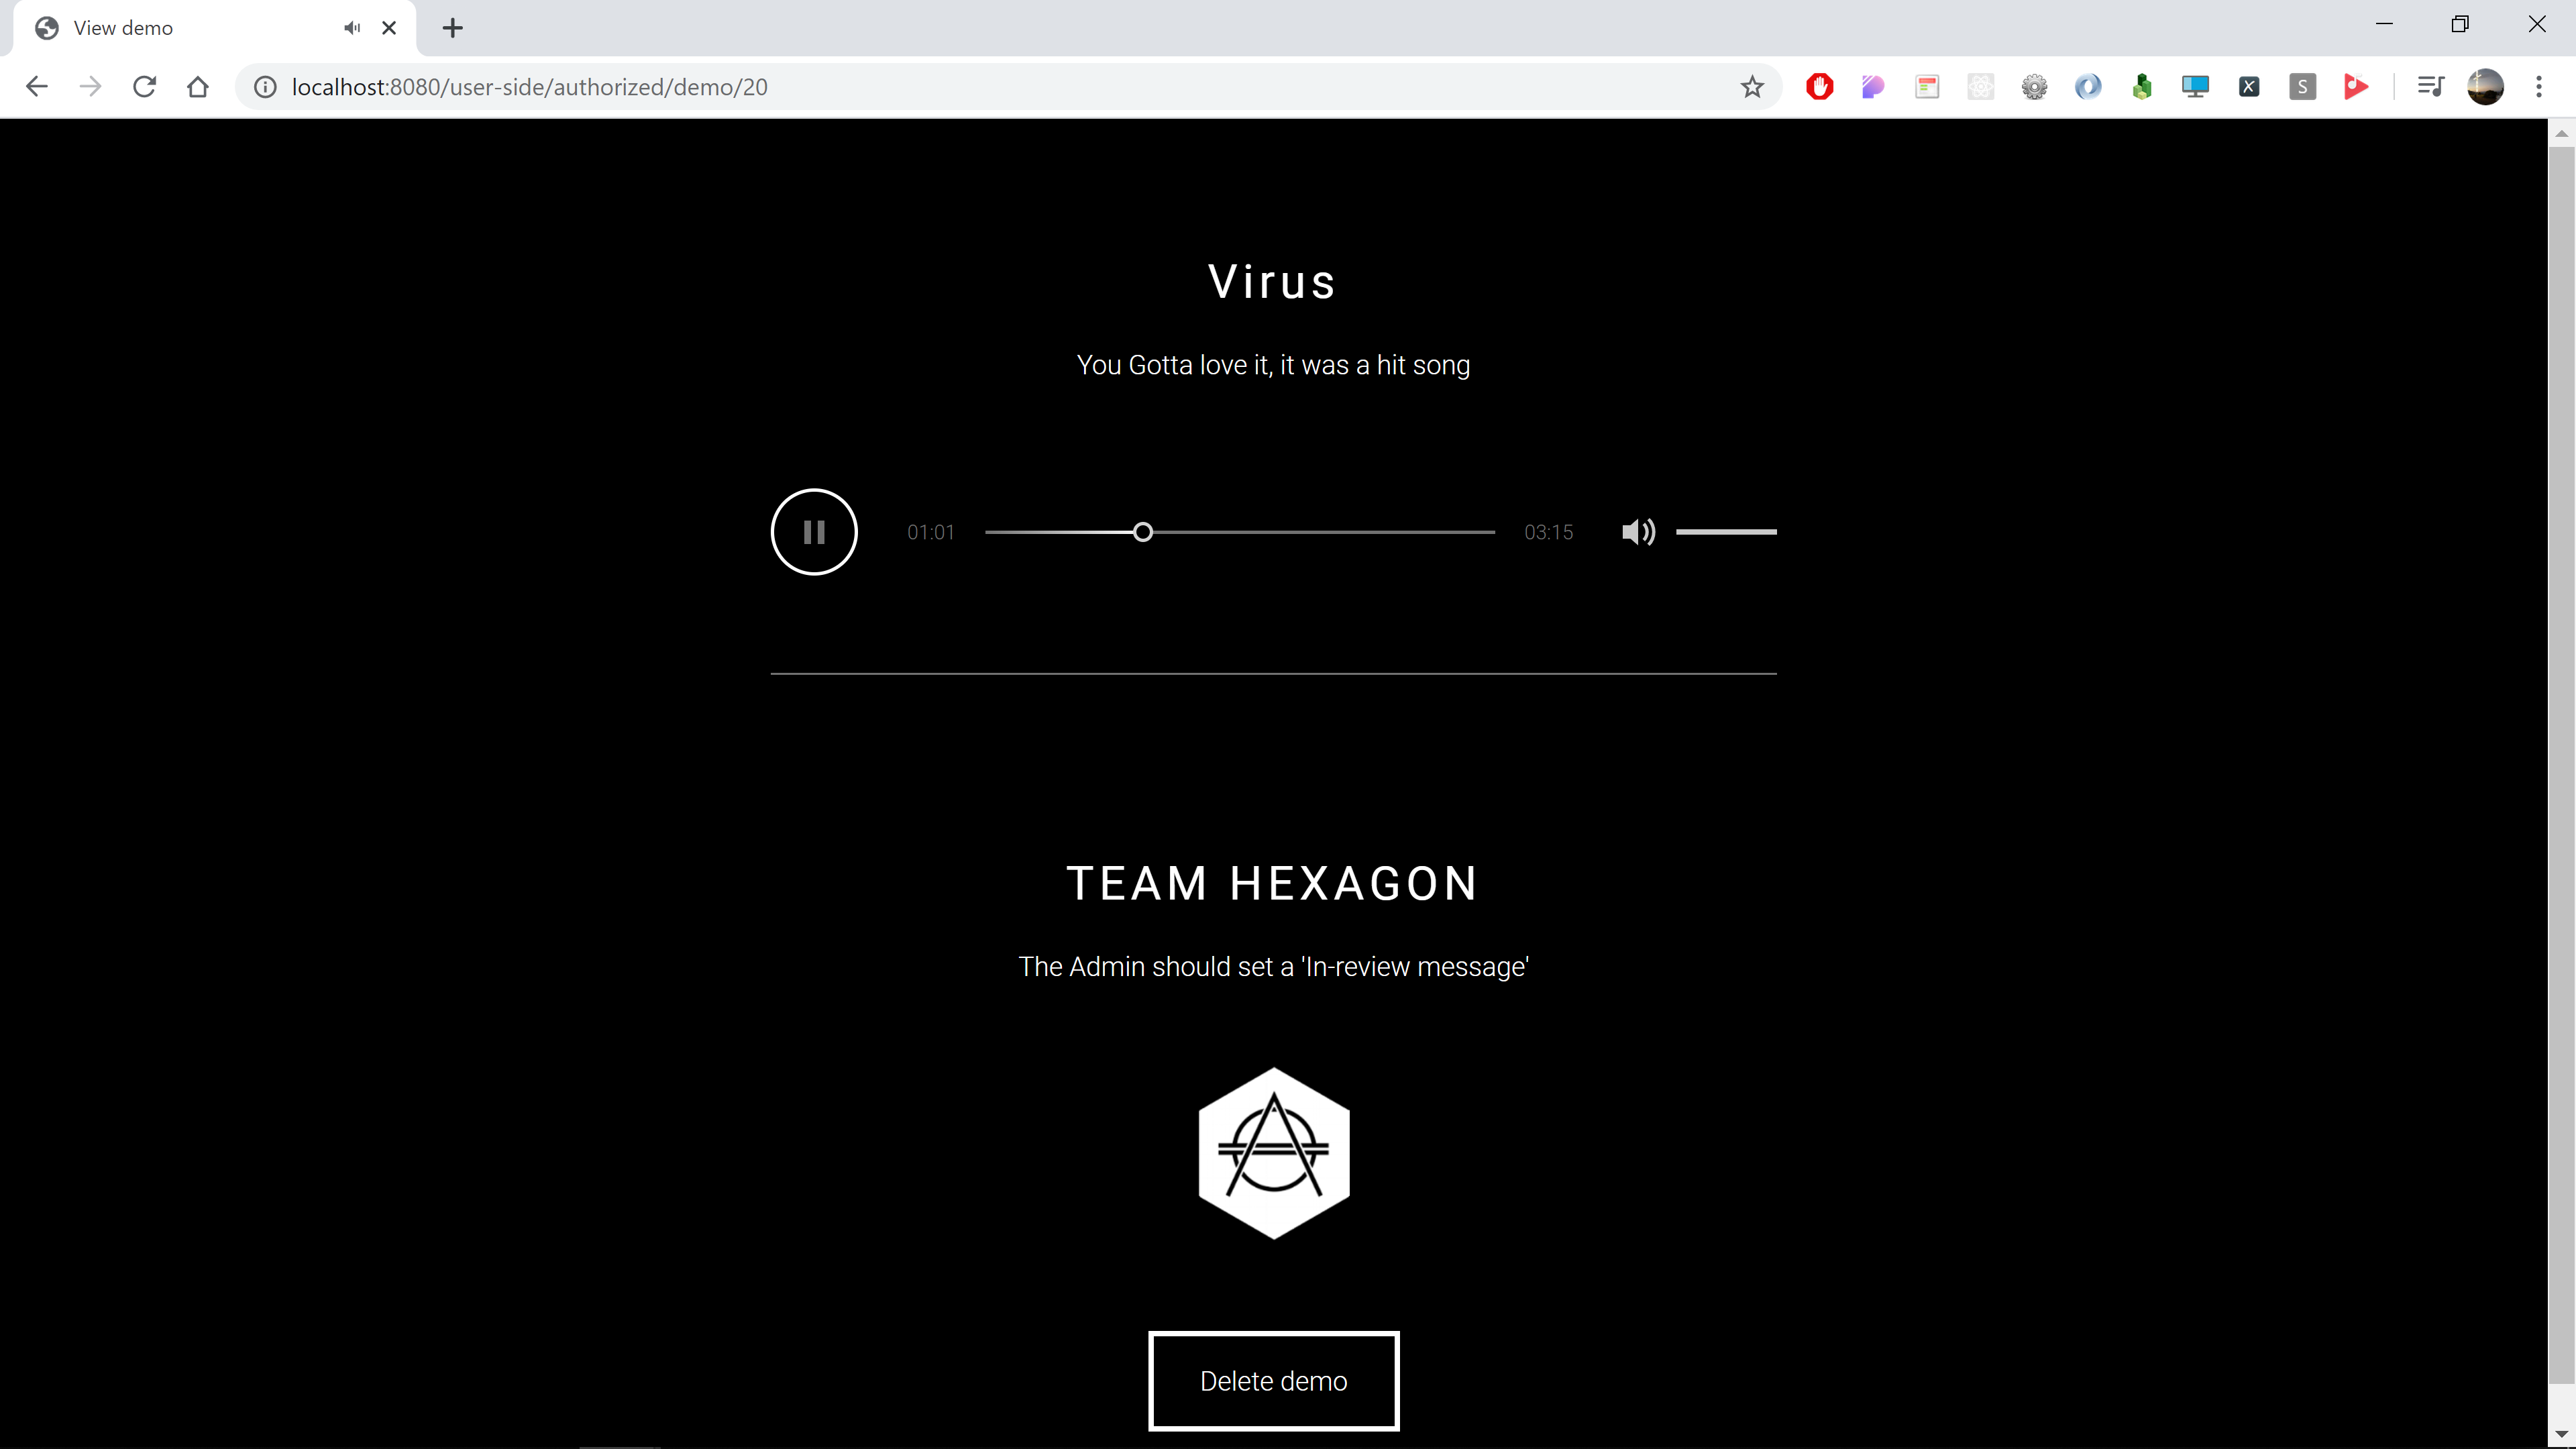 View demo
localhost:8080/user-side/authorized/demo/20
Virus
You Gotta love it, it was a hit song
01:01
03:15
TEAM HEXAGON
The Admin should set a 'In-review message'
Delete demo